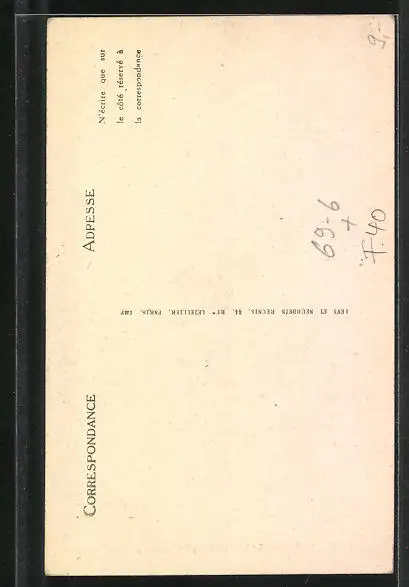 CORRESPONDANCE
ADRESSE
N'écrire que sur
le côté réservé à
la correspondance
LEVY ET NEURDEIN REUNIS, 44, RUE LETELLIER, PARIS. IMP
69-6
+
F.40
9,-